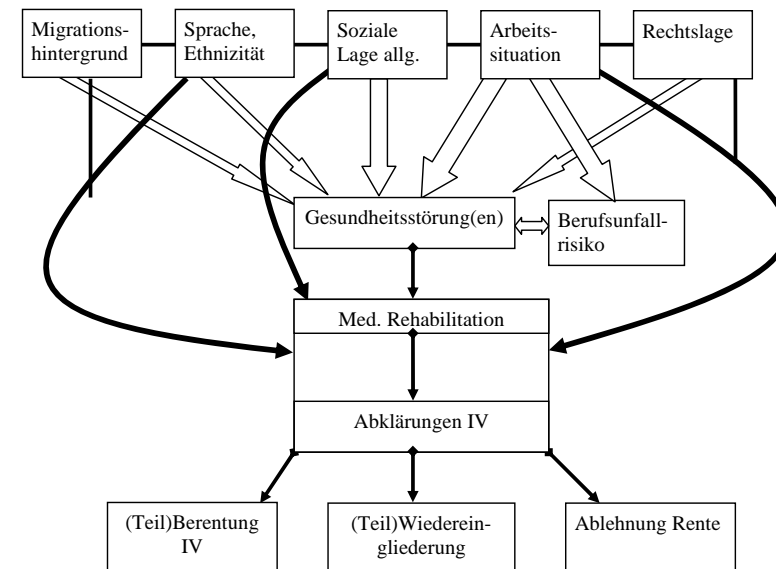 Migrations-
hintergrund
Sprache,
Ethnizität
Soziale
Lage allg.
Arbeits-
situation
Rechtslage
Gesundheitsstörung(en)
Berufsunfall-
risiko
Med. Rehabilitation
Abklärungen IV
(Teil)Berentung
IV
(Teil)Wiederein-
gliederung
Ablehnung Rente